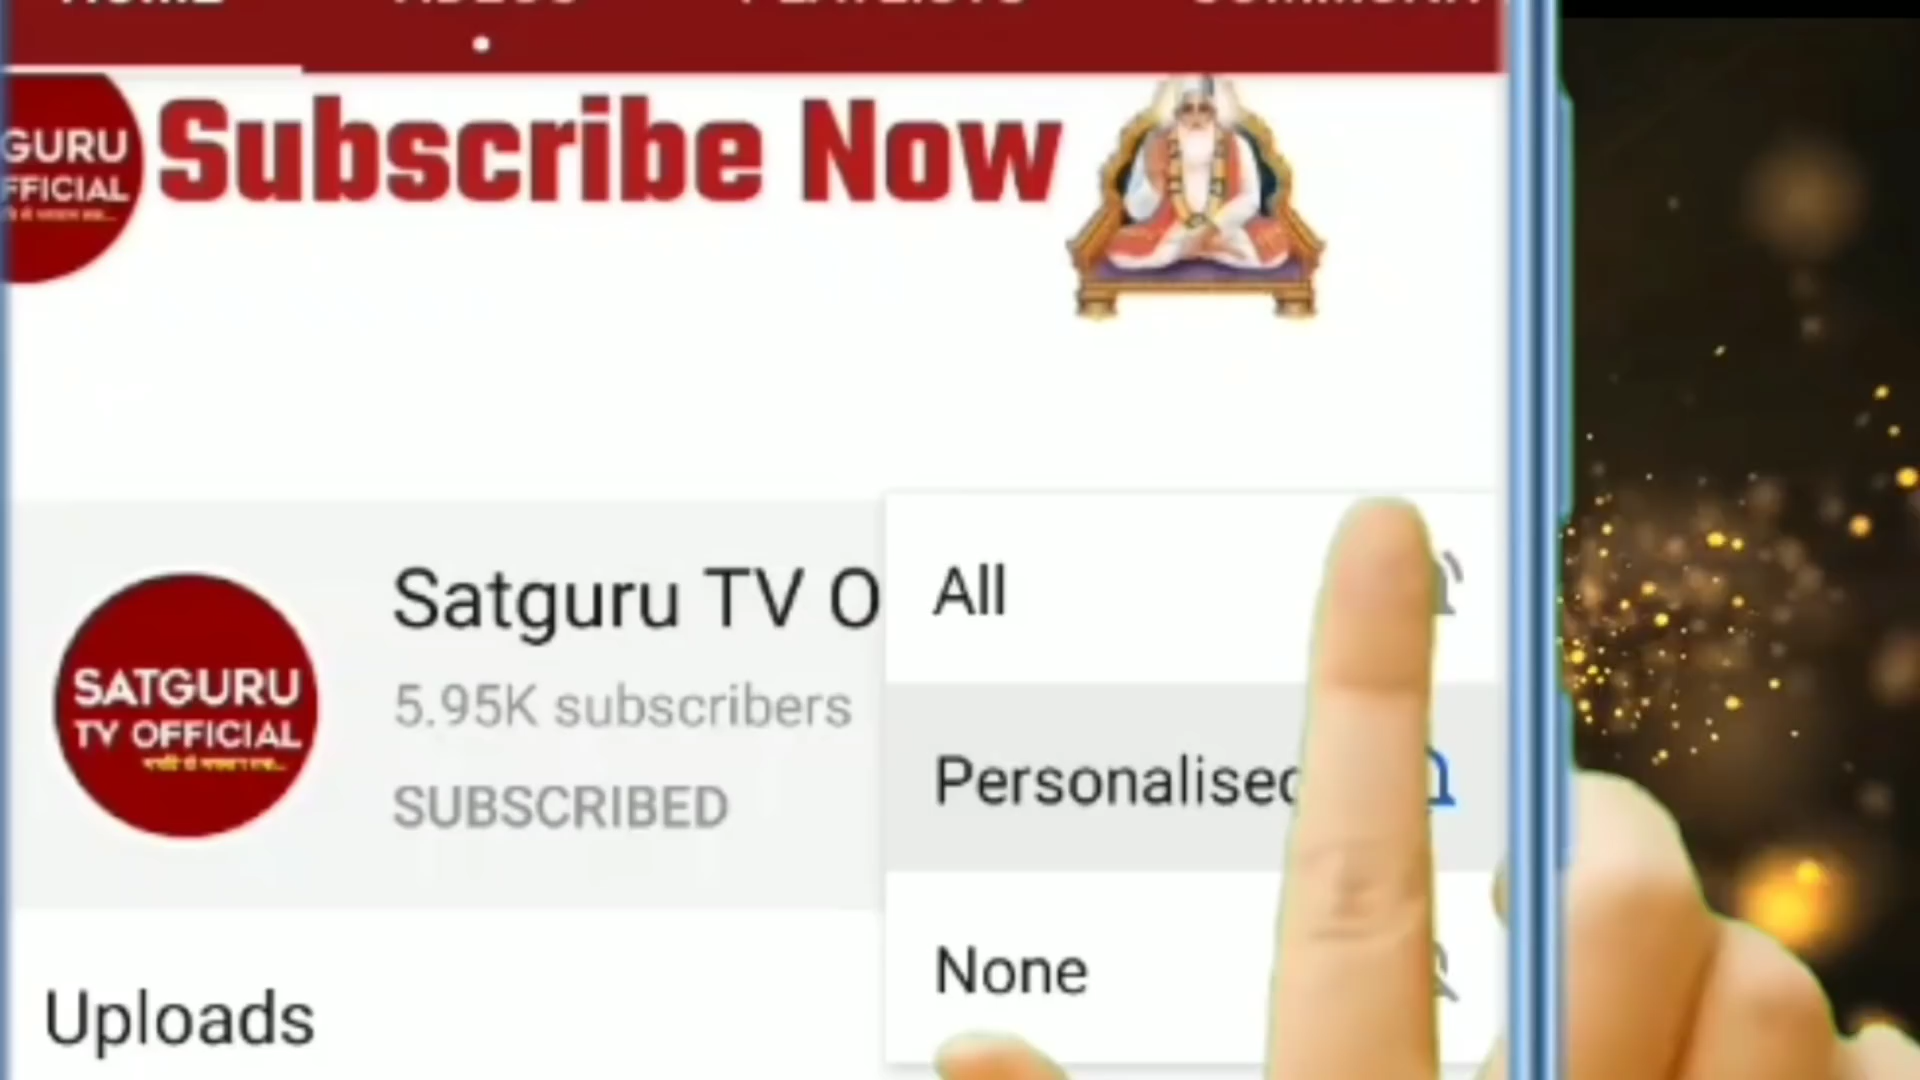 GURU
FFICIAL
Subscribe Now
Satguru TV O
5.95K subscribers
SUBSCRIBED
SATGURU
TV OFFICIAL
All
Personalised
None
Uploads